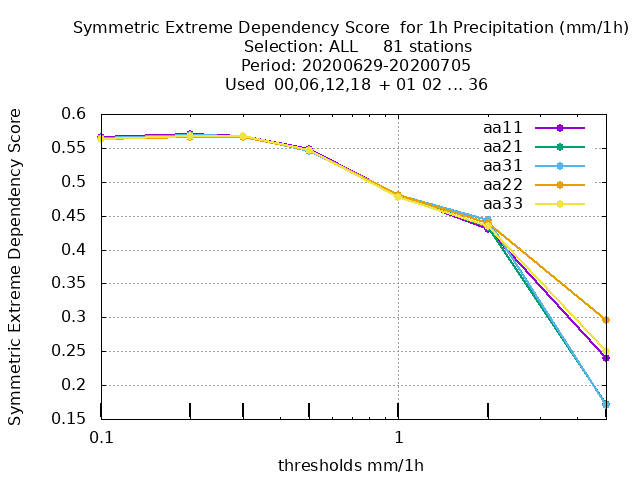 Symmetric Extreme Dependency Score  for 1h Precipitation (mm/1h)
Selection: ALL     81 stations
Period: 20200629-20200705
Used  00,06,12,18  + 01 02 ... 36
Symmetric Extreme Dependency Score
0.6
0.55
0.5
0.45
0.4
0.35
0.3
0.25
0.2
0.15
aa11
aa21
aa31
aa22
aa33
0.1
1
thresholds mm/1h